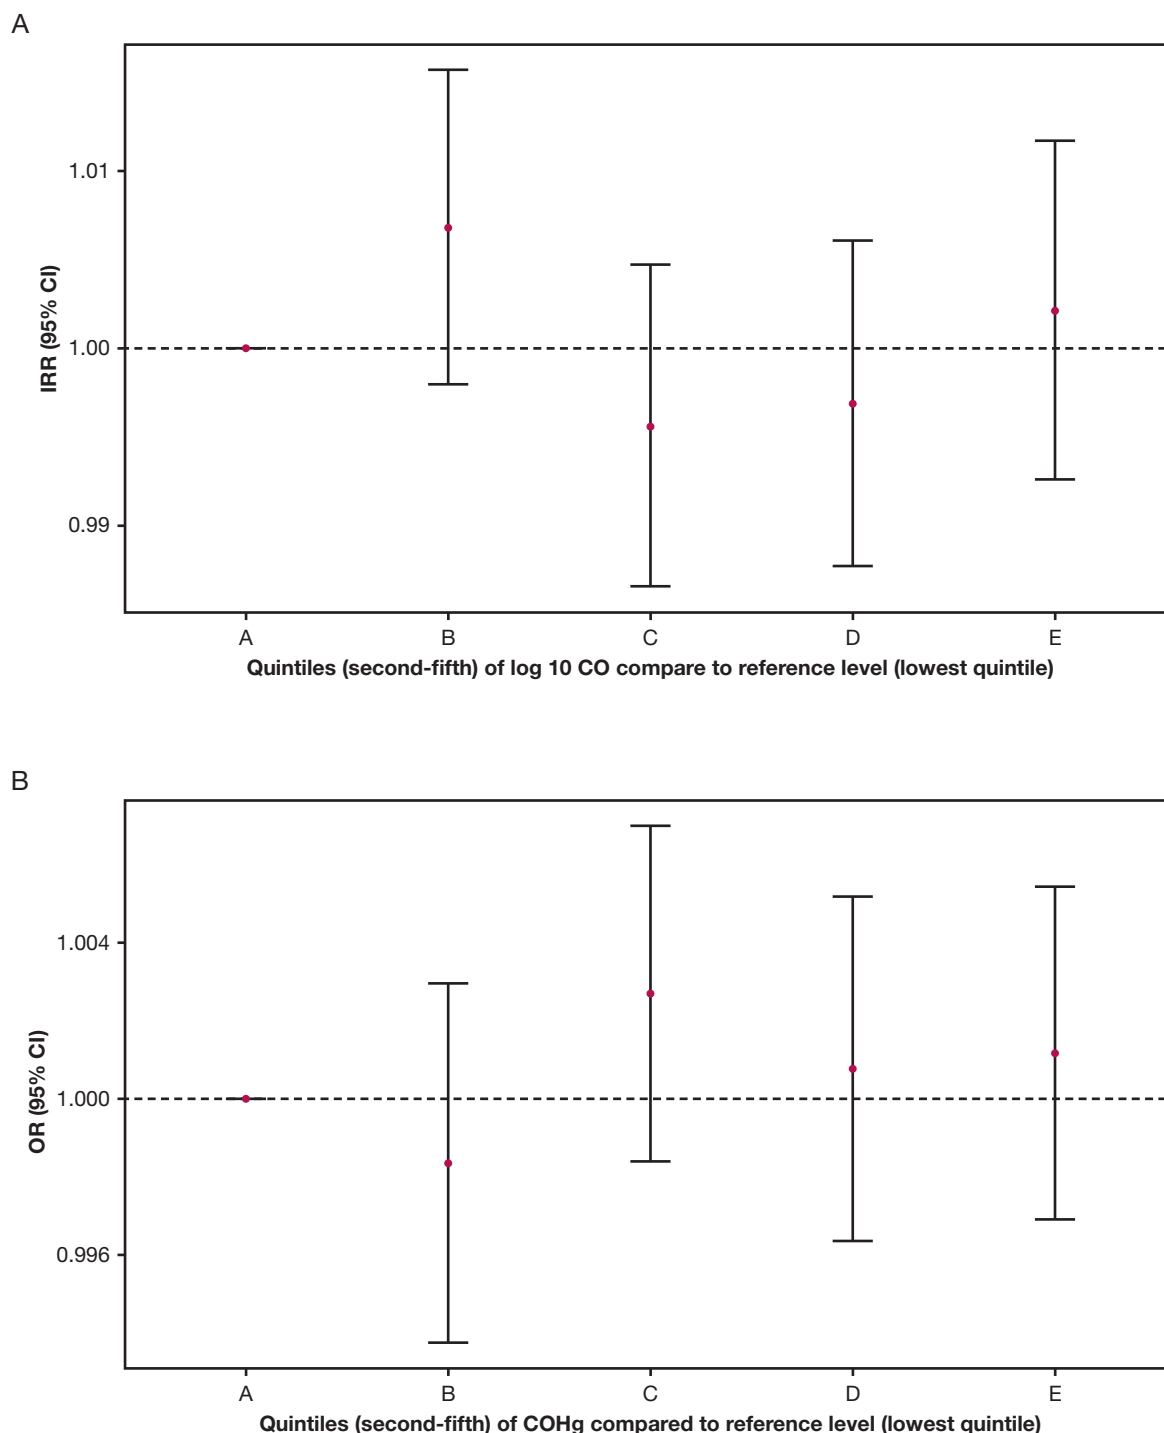 A
1.01
1.00
0.99
IRR (95% CI)
A B C D E
Quintiles (second-fifth) of log 10 CO compare to reference level (lowest quintile)
B
1.004
1.000
0.996
OR (95% CI)
A B C D E
Quintiles (second-fifth) of COHg compared to reference level (lowest quintile)